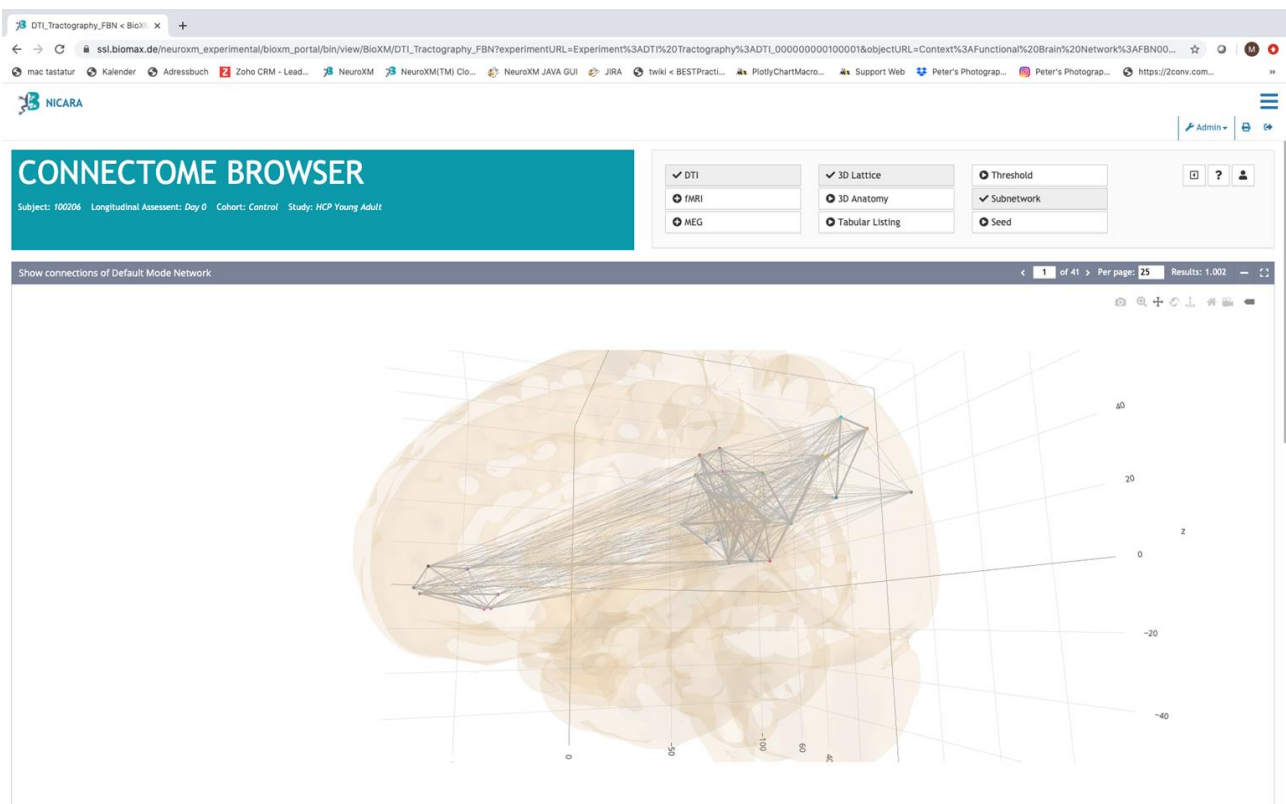 DTI_Tractography_FBN < BioX
ssl.biomax.de/neuroxm_experimental/bioxm_portal/bin/view/BioXM/DTI_Tractography_FBN?experimentURL=Experiment%3ADTI%20Tractography%3ADTI_000000000100001&objectURL=Context%3AFunctional%20Brain%20Network%3AFBN00...
M
mac tastatur Kalender Adressbuch Zoho CRM - Lead... NeuroXM NeuroXM(TM) Clo... NeuroXM JAVA GUI JIRA twiki < BESTPracti... PlotlyChartMacro... Support Web Peter's Photograp... Peter's Photograp... https://2conv.com... »
NICARA
Admin
CONNECTOME BROWSER
Subject: 100206 Longitudinal Assesment: Day 0 Cohort: Control Study: HCP Young Adult
DTI 3D Lattice Threshold ?
fMRI 3D Anatomy Subnetwork
MEG Tabular Listing Seed
Show connections of Default Mode Network
1 of 41 Per page: 25 Results: 1.002
40
20
z
0
−20
−40
0 −50 −100 60 40